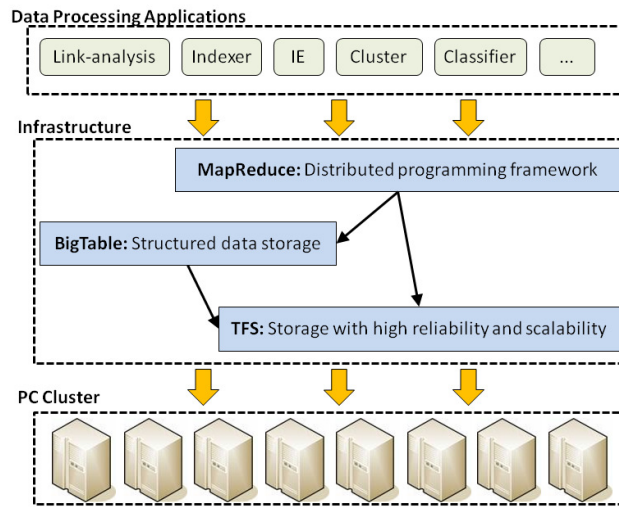 Data Processing Applications
Link-analysis Indexer IE Cluster Classifier ...
Infrastructure
MapReduce: Distributed programming framework
BigTable: Structured data storage
TFS: Storage with high reliability and scalability
PC Cluster